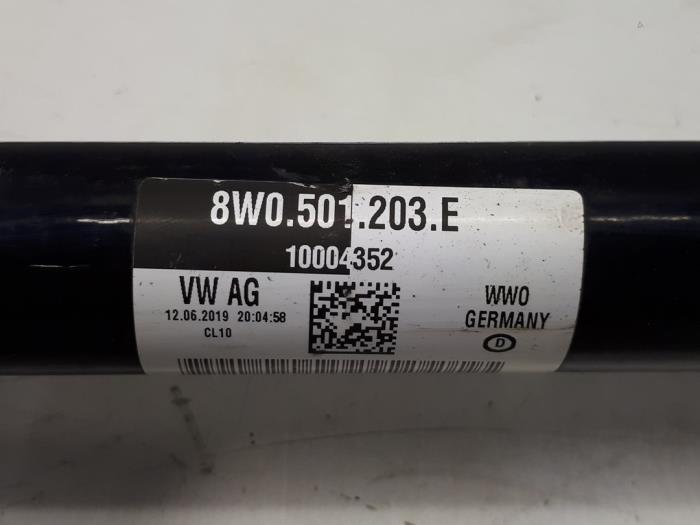 8W0.501.203.E
10004352
VW AG
12.06.2019 20:04:58
CL10
WWO
GERMANY
D